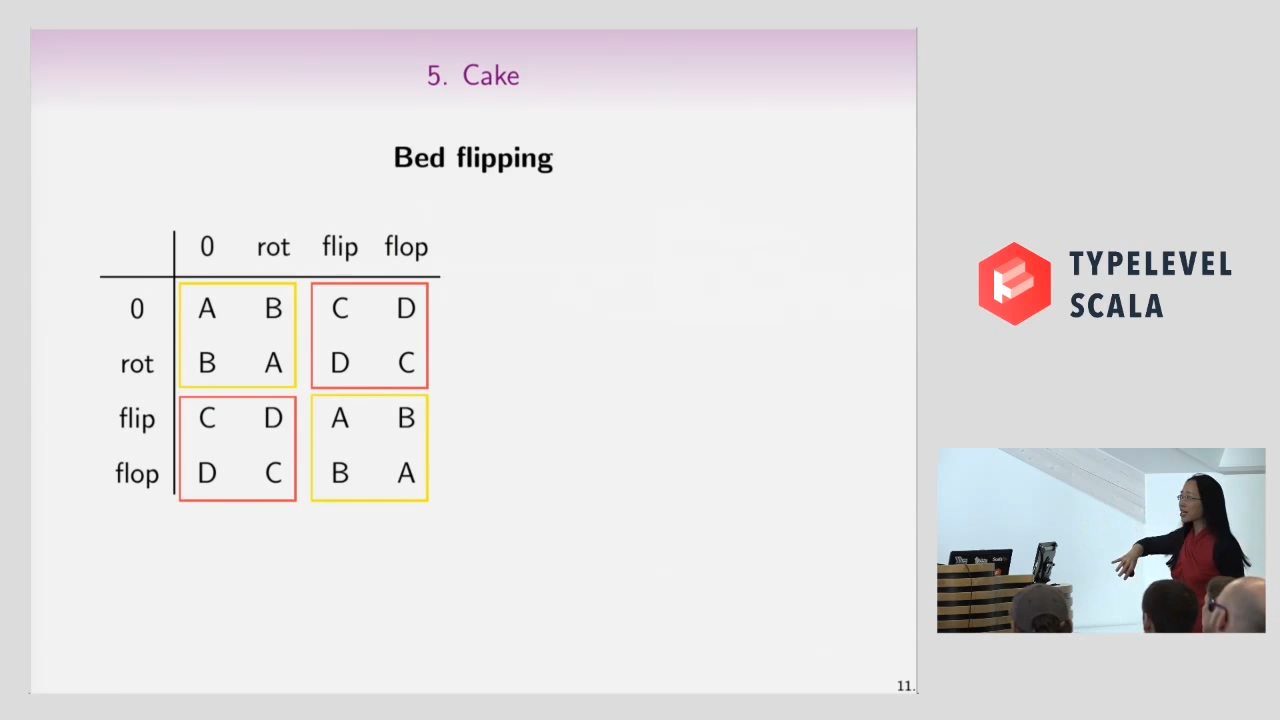 5. Cake
Bed flipping
0 rot flip flop
0 A B C D
rot B A D C
flip C D A B
flop D C B A
11.
TYPELEVEL
SCALA